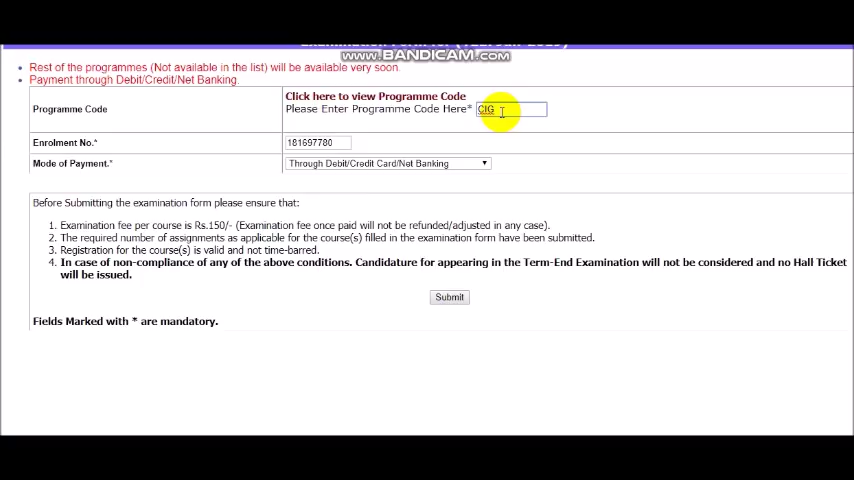 WWW.BANDICAM.COM
Rest of the programmes (Not available in the list) will be available very soon.
Payment through Debit/Credit/Net Banking.
Click here to view Programme Code
Programme Code
Please Enter Programme Code Here* CIG
Enrolment No.* 181697780
Mode of Payment.* Through Debit/Credit Card/Net Banking
Before Submitting the examination form please ensure that:
1. Examination fee per course is Rs.150/- (Examination fee once paid will not be refunded/adjusted in any case).
2. The required number of assignments as applicable for the course(s) filled in the examination form have been submitted.
3. Registration for the course(s) is valid and not time-barred.
4. In case of non-compliance of any of the above conditions. Candidature for appearing in the Term-End Examination will not be considered and no Hall Ticket
will be issued.
Submit
Fields Marked with * are mandatory.